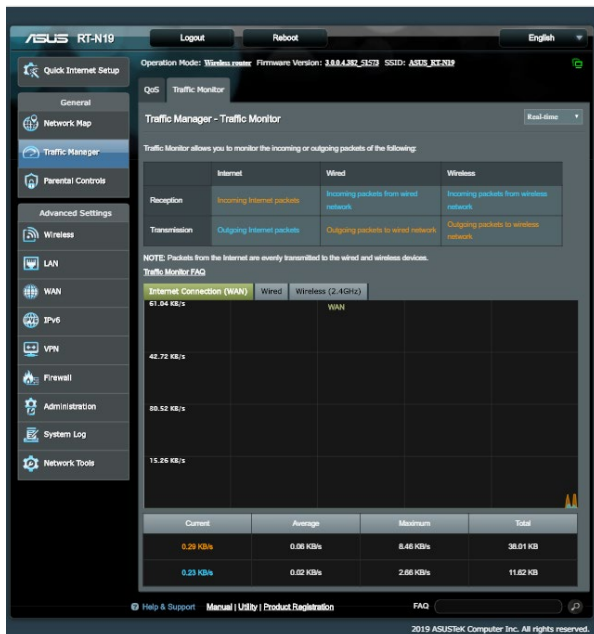 ASUS RT-N19
Logout
Reboot
English
Quick Internet Setup
General
Network Map
Traffic Manager
Parental Controls
Advanced Settings
Wireless
LAN
WAN
IPv6
VPN
Firewall
Administration
System Log
Network Tools
Operation Mode: Wireless router Firmware Version: 3.0.0.4.382_51573 SSID: ASUS_RT-N19
QoS Traffic Monitor
Traffic Manager - Traffic Monitor
Real-time
Traffic Monitor allows you to monitor the incoming or outgoing packets of the following:
Internet Wired Wireless
Reception
Incoming Internet packets
Incoming packets from wired
network
Incoming packets from wireless
network
Transmission
Outgoing Internet packets
Outgoing packets to wired network
Outgoing packets to wireless
network
NOTE: Packets from the Internet are evenly transmitted to the wired and wireless devices.
Traffic Monitor FAQ
Internet Connection (WAN) Wired Wireless (2.4GHz)
61.04 KB/s
WAN
42.72 KB/s
80.52 KB/s
15.26 KB/s
Current Average Maximum Total
0.29 KB/s 0.06 KB/s 8.46 KB/s 38.01 KB
0.23 KB/s 0.02 KB/s 2.66 KB/s 11.62 KB
Help & Support Manual | Utility | Product Registration FAQ
2019 ASUSTeK Computer Inc. All rights reserved.